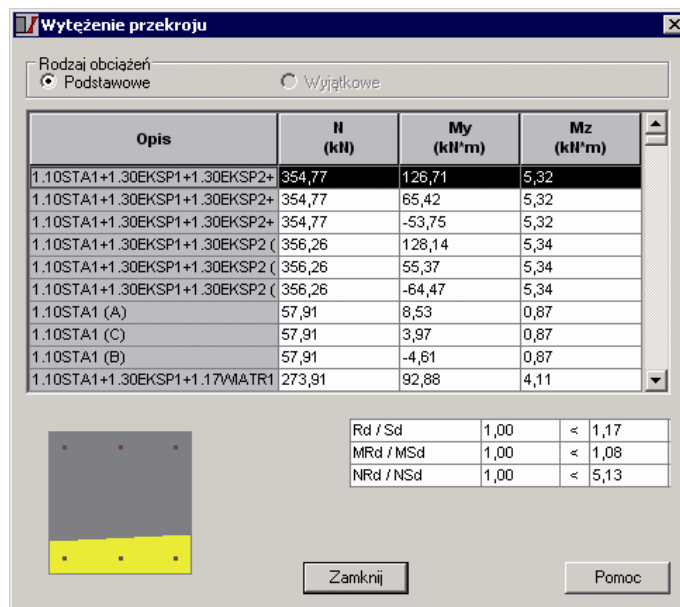 Wytężenie przekroju
Rodzaj obciążeń
Podstawowe Wyjątkowe
Opis N (kN) My (kN*m) Mz (kN*m)
1.10STA1+1.30EKSP1+1.30EKSP2+ 354,77 126,71 5,32
1.10STA1+1.30EKSP1+1.30EKSP2+ 354,77 65,42 5,32
1.10STA1+1.30EKSP1+1.30EKSP2+ 354,77 -53,75 5,32
1.10STA1+1.30EKSP1+1.30EKSP2 ( 356,26 128,14 5,34
1.10STA1+1.30EKSP1+1.30EKSP2 ( 356,26 55,37 5,34
1.10STA1+1.30EKSP1+1.30EKSP2 ( 356,26 -64,47 5,34
1.10STA1 (A) 57,91 8,53 0,87
1.10STA1 (C) 57,91 3,97 0,87
1.10STA1 (B) 57,91 -4,61 0,87
1.10STA1+1.30EKSP1+1.17WIATR1 273,91 92,88 4,11
Rd / Sd 1,00 < 1,17
MRd / MSd 1,00 < 1,08
NRd / NSd 1,00 < 5,13
Zamknij Pomoc